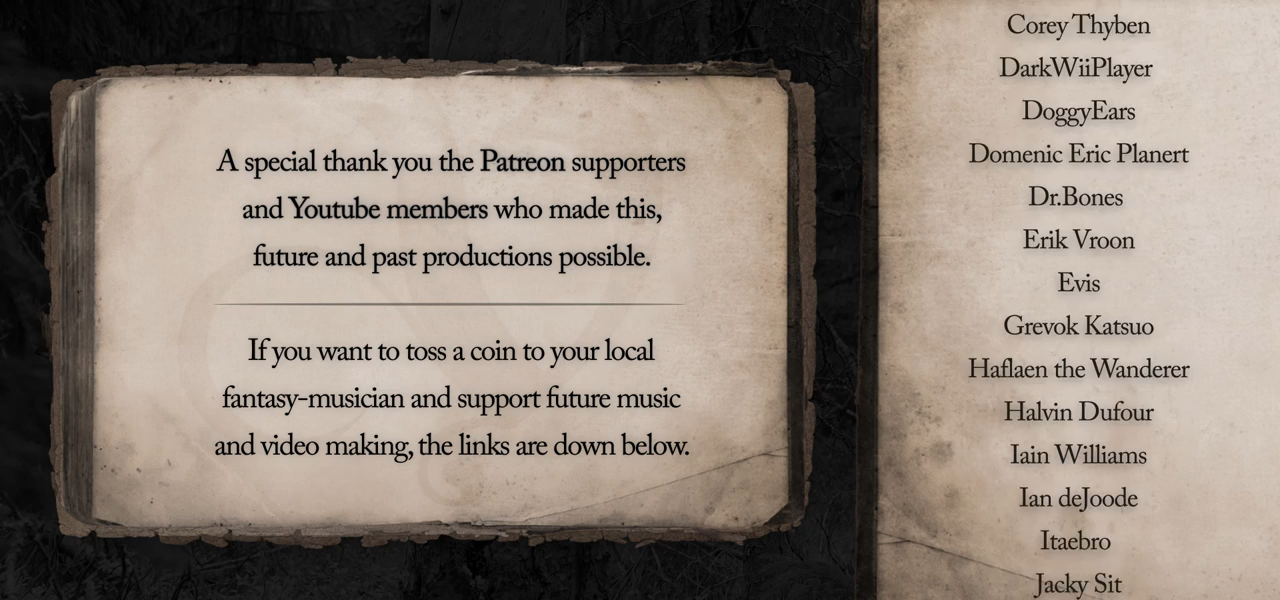 A special thank you the Patreon supporters
and Youtube members who made this,
future and past productions possible.
If you want to toss a coin to your local
fantasy-musician and support future music
and video making, the links are down below.
Corey Thyben
DarkWiiPlayer
DoggyEars
Domenic Eric Planert
Dr.Bones
Erik Vroon
Evis
Grevok Katsuo
Haflaen the Wanderer
Halvin Dufour
Iain Williams
Ian deJoode
Itaebro
Jacky Sit